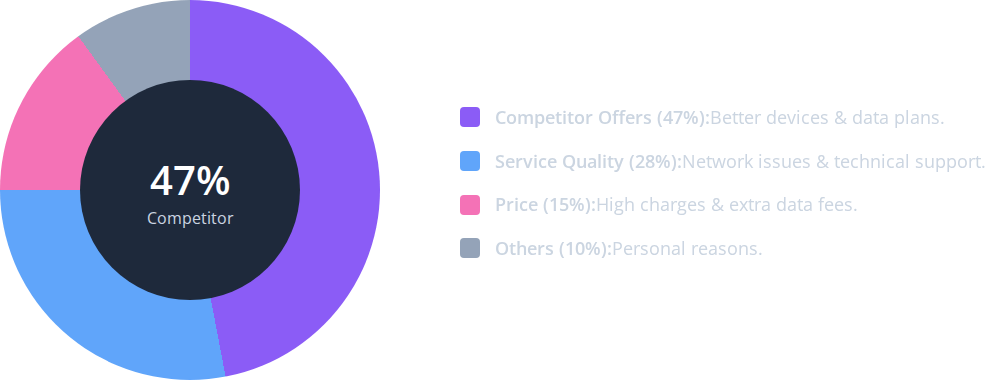 47%
Competitor
Competitor Offers (47%):Better devices & data plans.
Service Quality (28%):Network issues & technical support.
Price (15%):High charges & extra data fees.
Others (10%):Personal reasons.